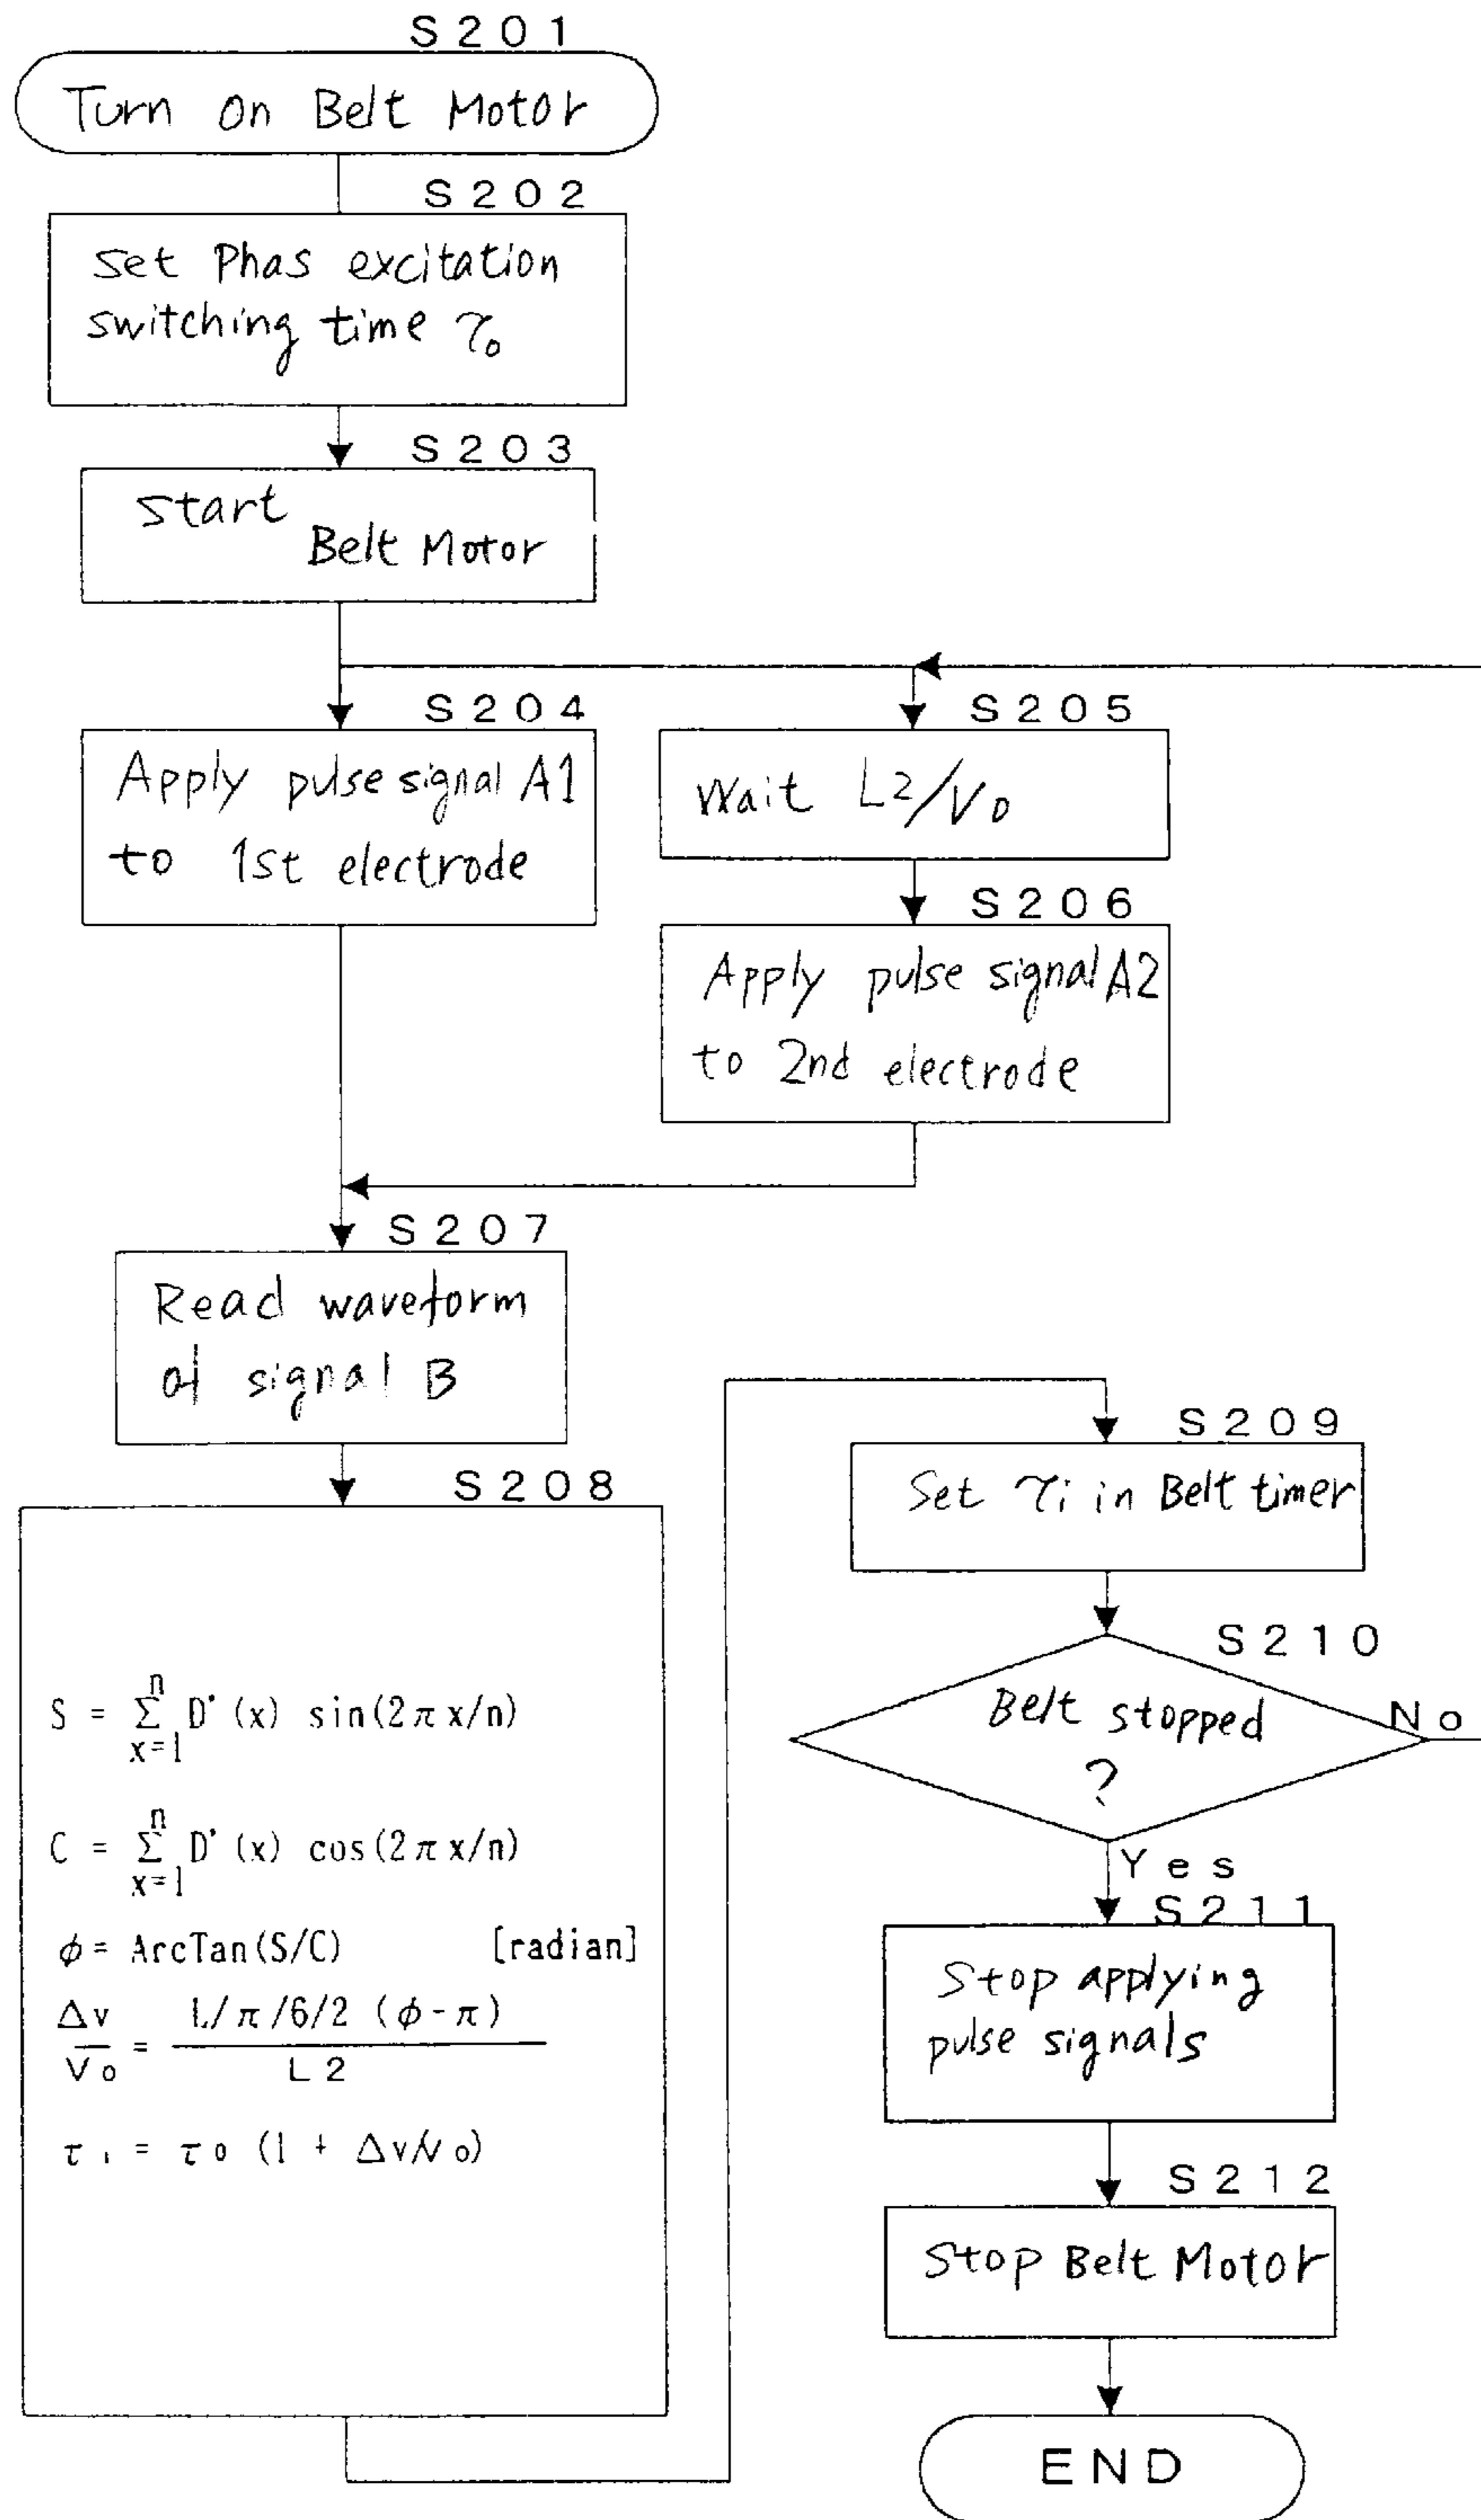 S201
Turn on Belt Motor
S202
Set Phas excitation
switching time τ₀
S203
Start
Belt Motor
S204
Apply pulse signal A1
to 1st electrode
S205
Wait L2/V0
S206
Apply pulse signal A2
to 2nd electrode
S207
Read waveform
of signal B
S208
S = Σ D'(x) sin(2πx/n)
n
x=1
C = Σ D'(x) cos(2πx/n)
n
x=1
φ = ArcTan(S/C) [radian]
Δv/V₀ = L/π/6/2 (φ-π) / L2
τi = τ0 (1 + Δv/V0)
S209
Set τi in Belt timer
S210
Belt stopped
?
No
Yes
S211
Stop applying
pulse signals
S212
Stop Belt Motor
END